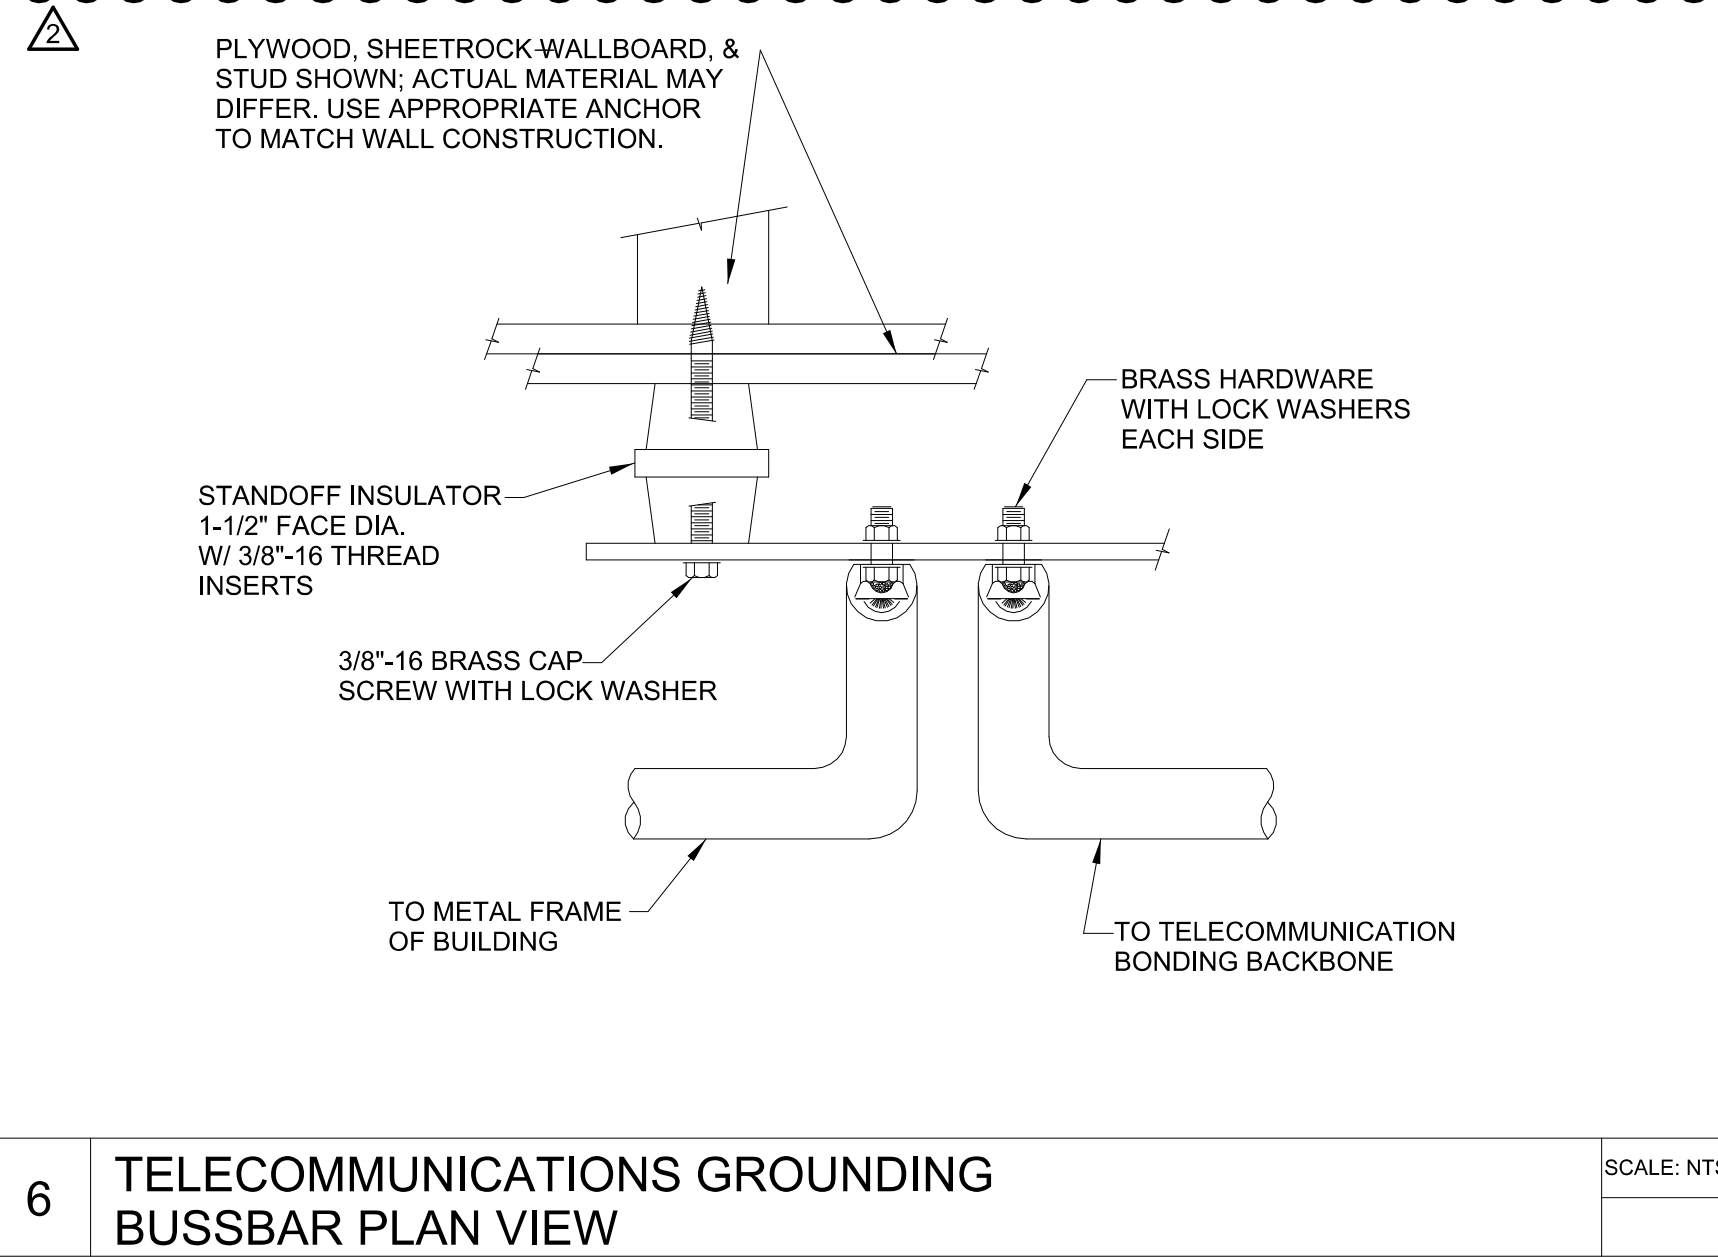 2
PLYWOOD, SHEETROCK WALLBOARD, &
STUD SHOWN; ACTUAL MATERIAL MAY
DIFFER. USE APPROPRIATE ANCHOR
TO MATCH WALL CONSTRUCTION.
BRASS HARDWARE
WITH LOCK WASHERS
EACH SIDE
STANDOFF INSULATOR
1-1/2" FACE DIA.
W/ 3/8"-16 THREAD
INSERTS
3/8"-16 BRASS CAP
SCREW WITH LOCK WASHER
TO METAL FRAME
OF BUILDING
TO TELECOMMUNICATION
BONDING BACKBONE
6
TELECOMMUNICATIONS GROUNDING
BUSSBAR PLAN VIEW
SCALE: NTS